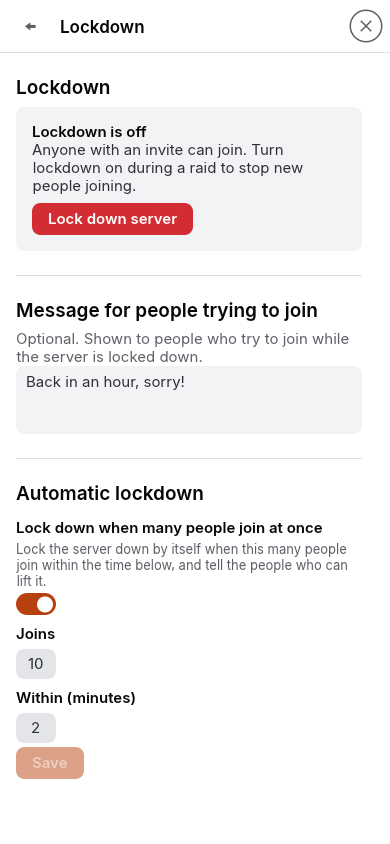 Lockdown
Lockdown
Lockdown is off
Anyone with an invite can join. Turn
lockdown on during a raid to stop new
people joining.
Lock down server
Message for people trying to join
Optional. Shown to people who try to join while
the server is locked down.
Back in an hour, sorry!
Automatic lockdown
Lock down when many people join at once
Lock the server down by itself when this many people
join within the time below, and tell the people who can
lift it.
Joins
10
Within (minutes)
2
Save